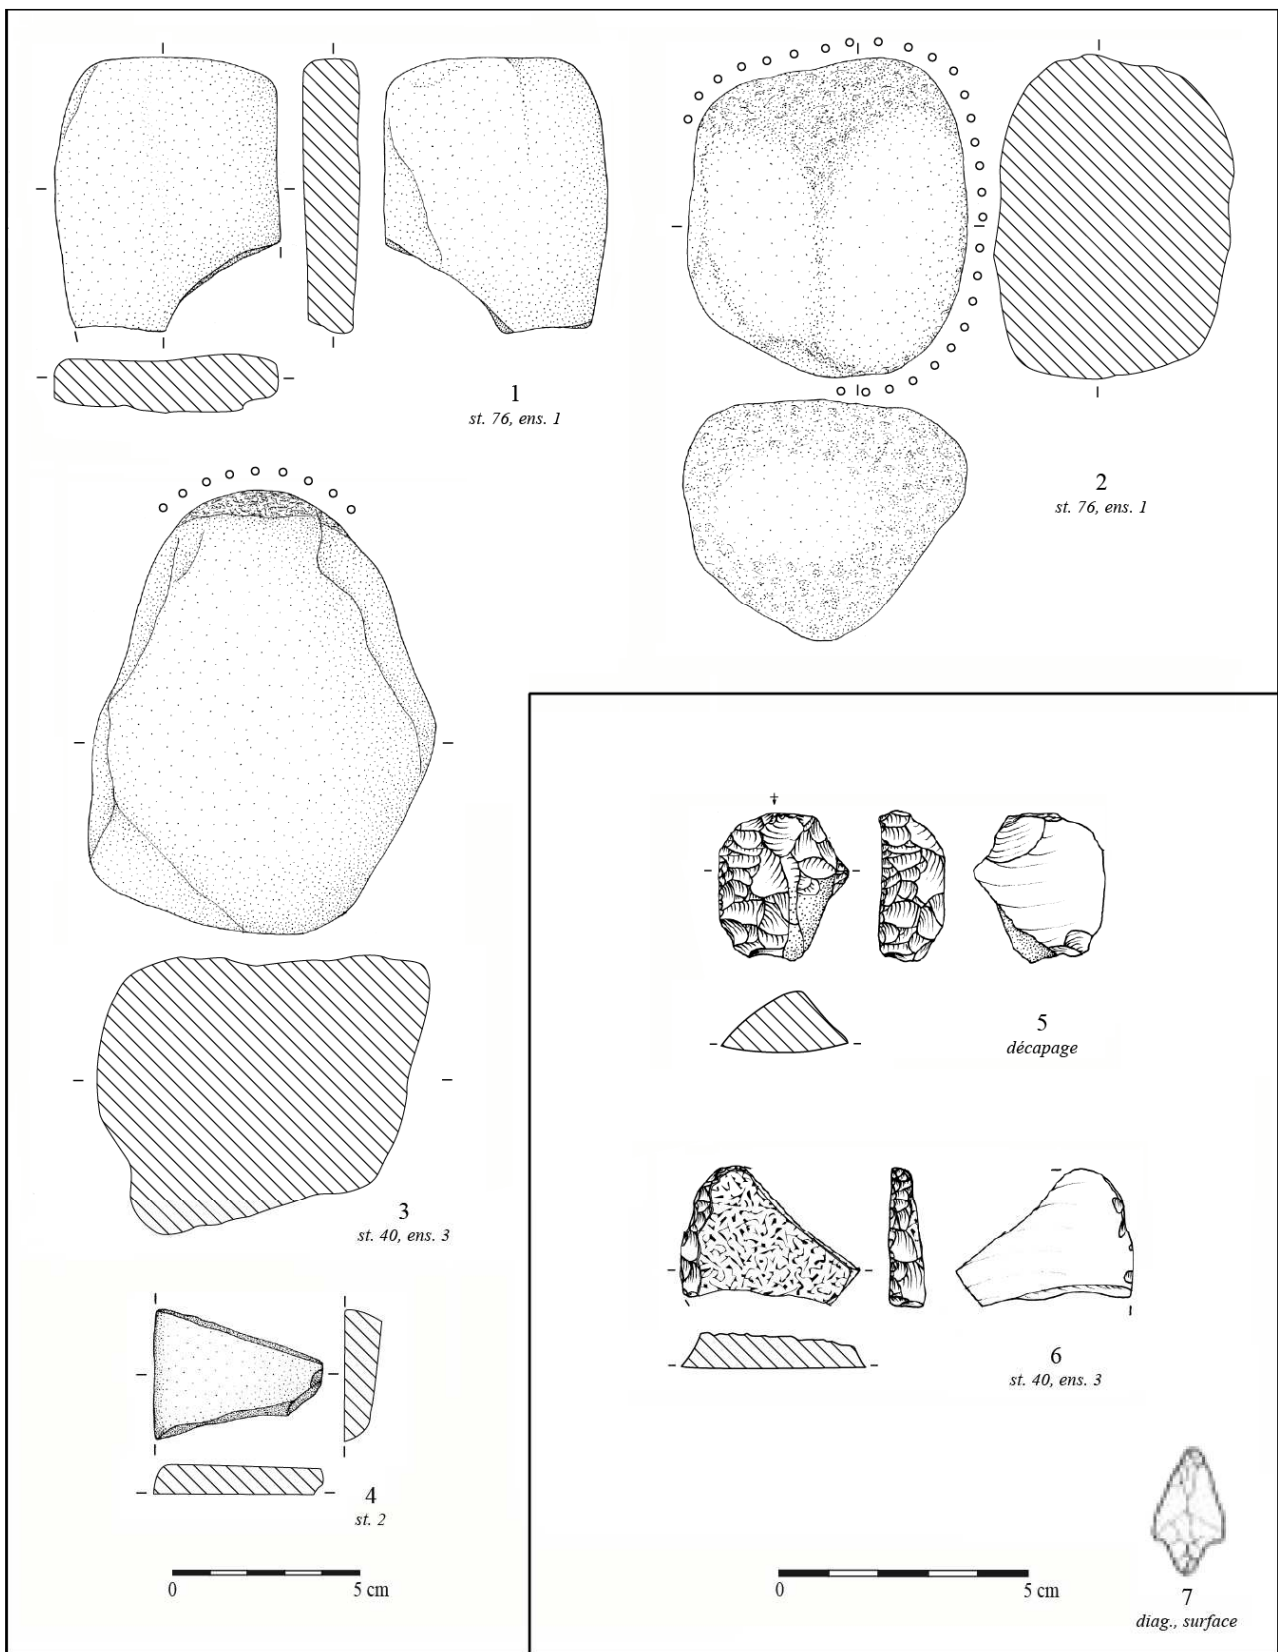 1
st. 76, ens. 1
2
st. 76, ens. 1
3
st. 40, ens. 3
4
st. 2
0 5 cm
5
décapage
6
st. 40, ens. 3
7
diag., surface
0 5 cm